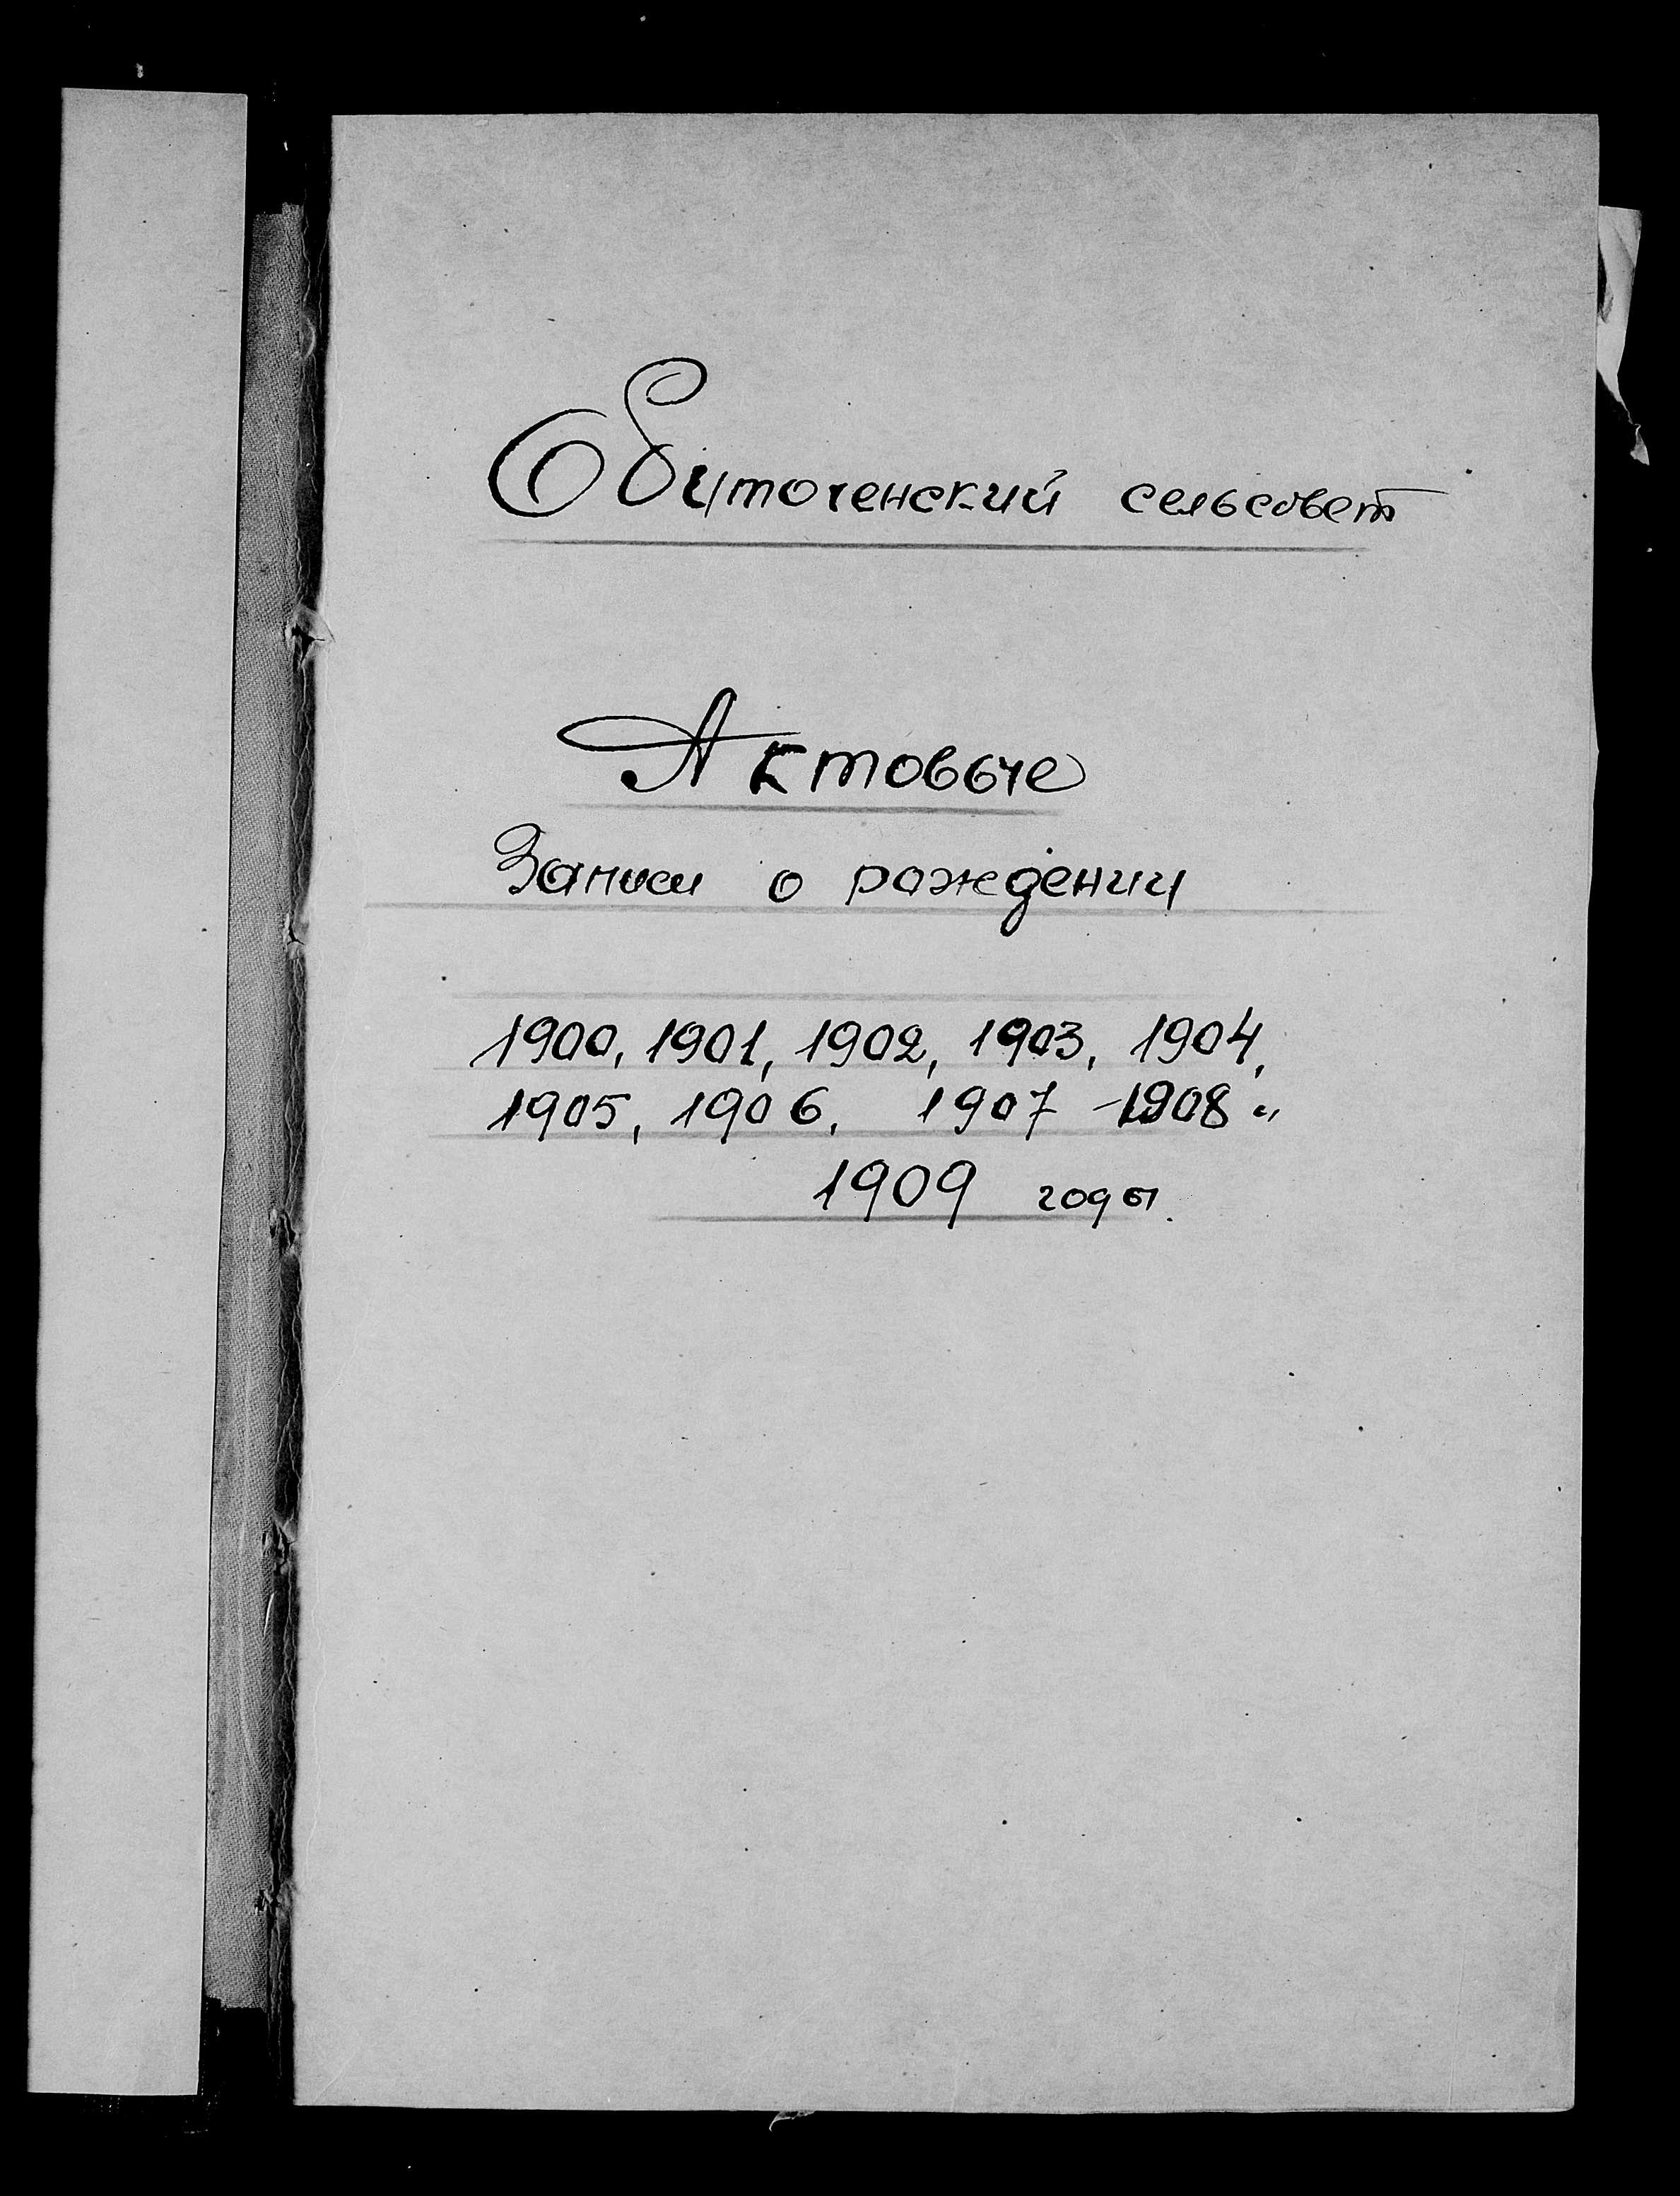 Обиточенский сельсовет
Актовые
Записи о рождении
1900, 1901, 1902, 1903, 1904,
1905, 1906, 1907 - 1908 и
1909 годы.